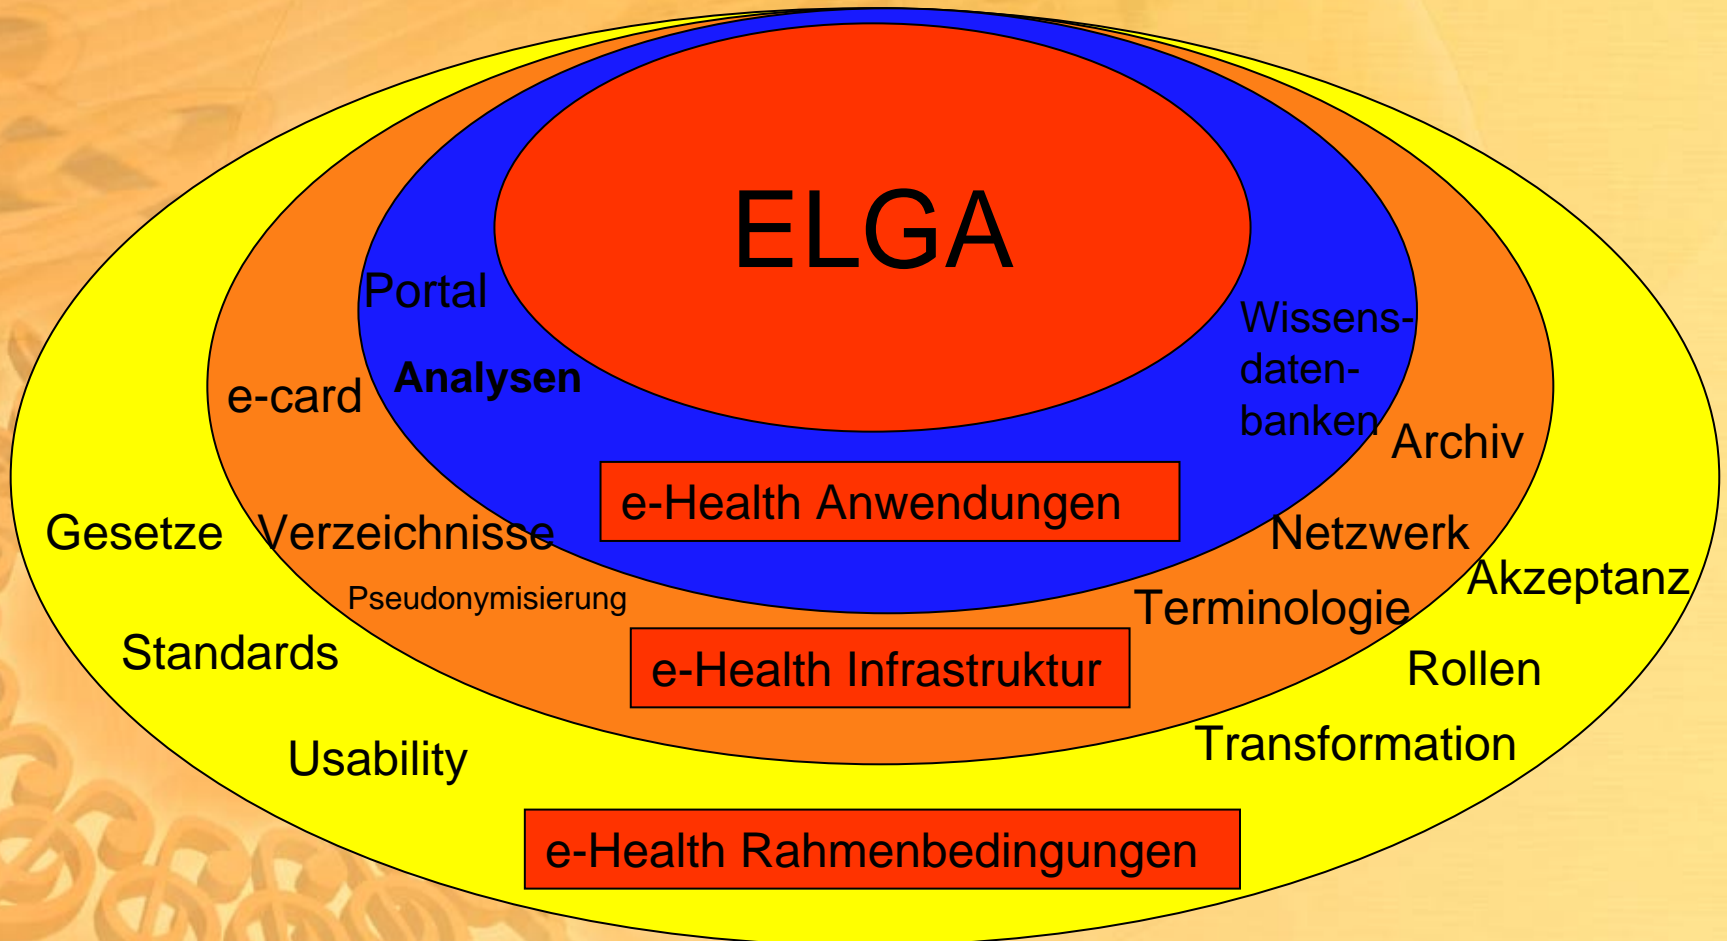 ELGA
Portal
Analysen
Wissens-
daten-
banken
e-card
Archiv
e-Health Anwendungen
Gesetze
Verzeichnisse
Netzwerk
Akzeptanz
Pseudonymisierung
Terminologie
Standards
e-Health Infrastruktur
Rollen
Usability
Transformation
e-Health Rahmenbedingungen